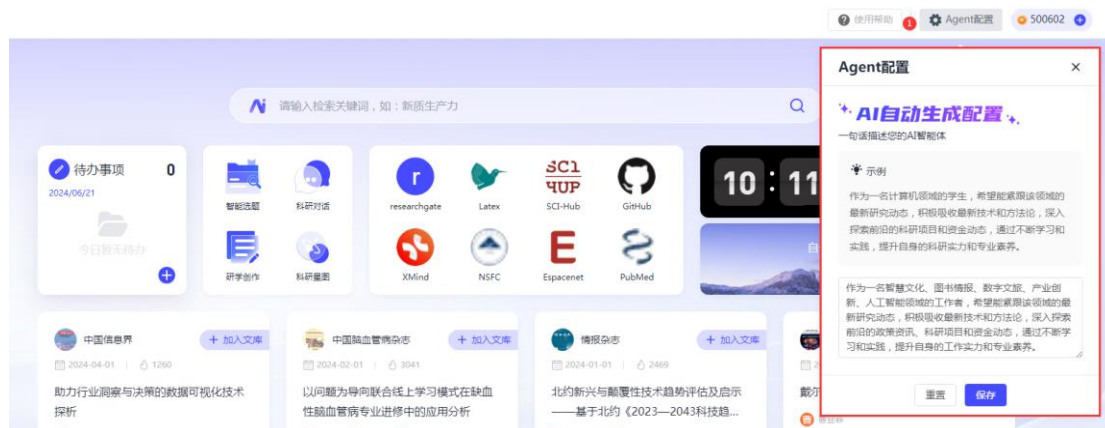 使用帮助
1
Agent配置
500602
请输入检索关键词，如：新质生产力
待办事项
0
2024/06/21
今日暂无待办
智能选题
科研对话
研学创作
科研星图
researchgate
Latex
SCI-Hub
GitHub
XMind
NSFC
Espacenet
PubMed
10:11
自
中国信息界
+ 加入文库
2024-04-01
1260
助力行业洞察与决策的数据可视化技术
探析
中国脑血管病杂志
+ 加入文库
2024-02-01
3041
以问题为导向联合线上学习模式在缺血
性脑血管病专业进修中的应用分析
情报杂志
+ 加入文库
2024-01-01
2469
北约新兴与颠覆性技术趋势评估及启示
——基于北约《2023—2043科技趋...
戴尔
Agent配置
AI自动生成配置
一句话描述您的AI智能体
示例
作为一名计算机领域的学生，希望能紧跟该领域的
最新研究动态，积极吸收最新技术和方法论，深入
探索前沿的科研项目和资金动态，通过不断学习和
实践，提升自身的科研实力和专业素养。
作为一名智慧文化、图书情报、数字文旅、产业创
新、人工智能领域的工作者，希望能紧跟该领域的最
新研究动态，积极吸收最新技术和方法论，深入探索
前沿的政策资讯、科研项目和资金动态，通过不断学
习和实践，提升自身的工作实力和专业素养。
重置
保存